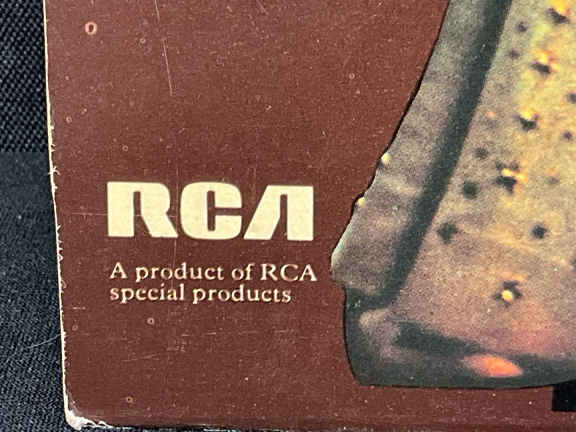 RCA
A product of RCA
special products